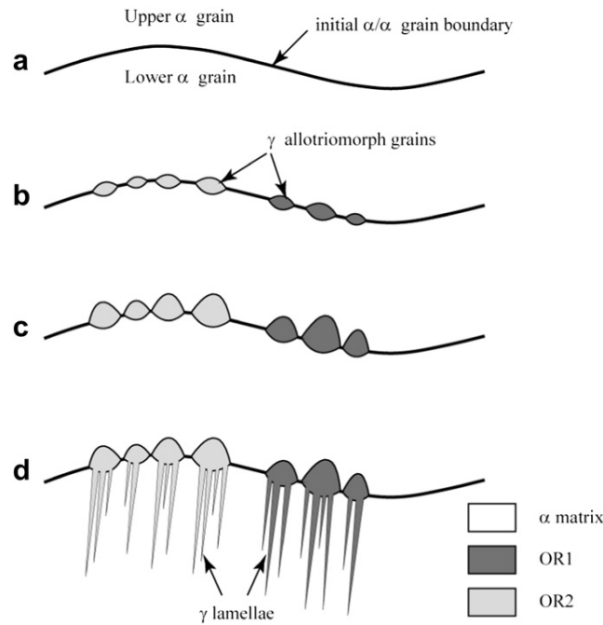 Upper α grain
initial α/α grain boundary
a
Lower α grain
γ allotriomorph grains
b
c
d
α matrix
OR1
OR2
γ lamellae